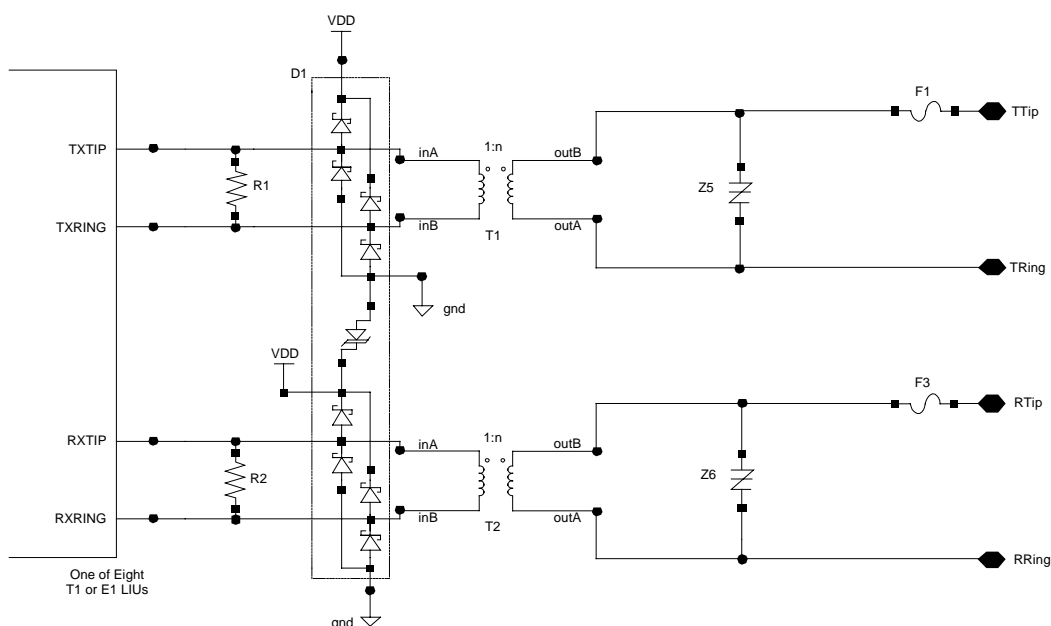 VDD
D1
F1
TTip
TXTIP
inA
1:n
outB
R1
Z5
TXRING
inB
T1
outA
TRing
gnd
VDD
F3
RTip
RXTIP
inA
1:n
outB
R2
Z6
RXRING
inB
T2
outA
RRing
One of Eight
T1 or E1 LIUs
gnd